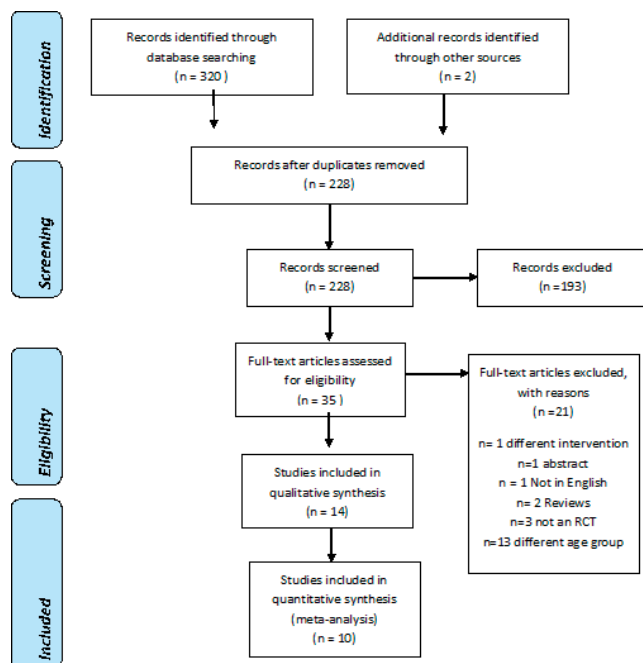 Identification
Records identified through
database searching
(n = 320 )
Additional records identified
through other sources
(n = 2)
Records after duplicates removed
(n = 228)
Screening
Records screened
(n = 228)
Records excluded
(n =193)
Eligibility
Full-text articles assessed
for eligibility
(n = 35 )
Full-text articles excluded,
with reasons
(n =21)
n= 1 different intervention
n=1 abstract
n = 1 Not in English
n= 2 Reviews
n=3 not an RCT
n=13 different age group
Studies included in
qualitative synthesis
(n = 14)
Included
Studies included in
quantitative synthesis
(meta-analysis)
(n = 10)